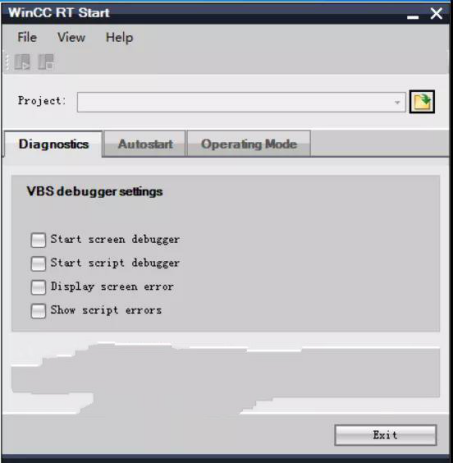 WinCC RT Start
File View Help
Project:
Diagnostics Autostart Operating Mode
VBS debugger settings
Start screen debugger
Start script debugger
Display screen error
Show script errors
Exit